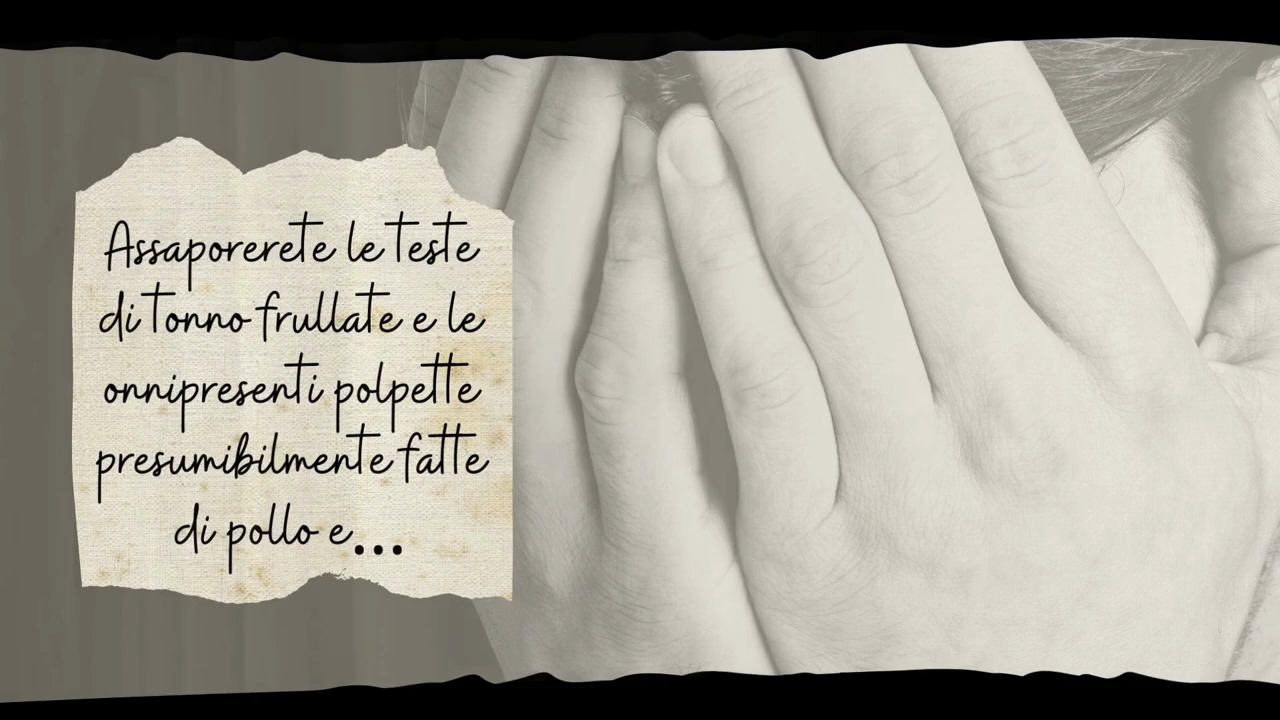 Assaporerete le teste
di tonno frullate e le
onnipresenti polpette
presumibilmente fatte
di pollo e...